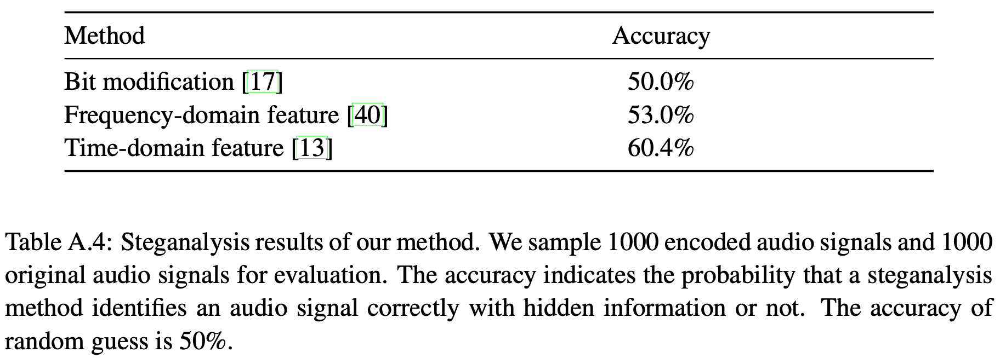 Method Accuracy
Bit modification [17] 50.0%
Frequency-domain feature [40] 53.0%
Time-domain feature [13] 60.4%
Table A.4: Steganalysis results of our method. We sample 1000 encoded audio signals and 1000
original audio signals for evaluation. The accuracy indicates the probability that a steganalysis
method identifies an audio signal correctly with hidden information or not. The accuracy of
random guess is 50%.